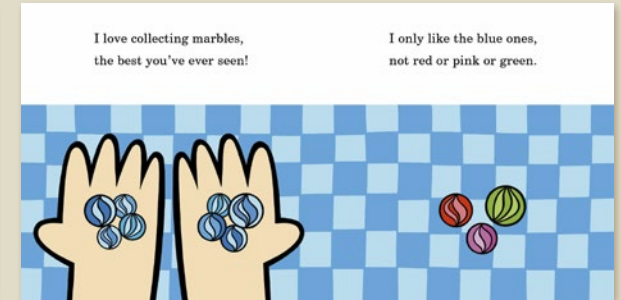 I love collecting marbles,
the best you've ever seen!
I only like the blue ones,
not red or pink or green.